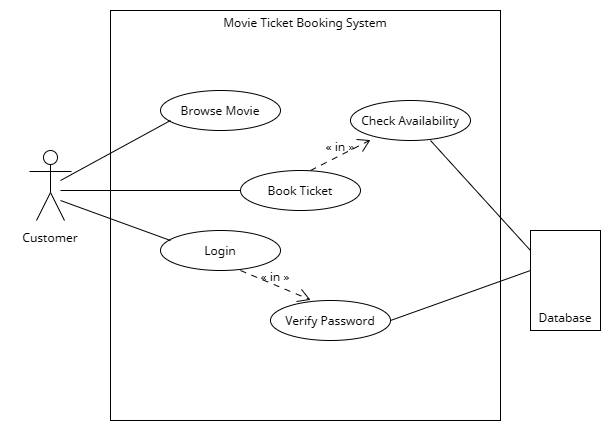 Movie Ticket Booking System
Browse Movie
Check Availability
« in »
Book Ticket
Customer
Login
« in »
Verify Password
Database